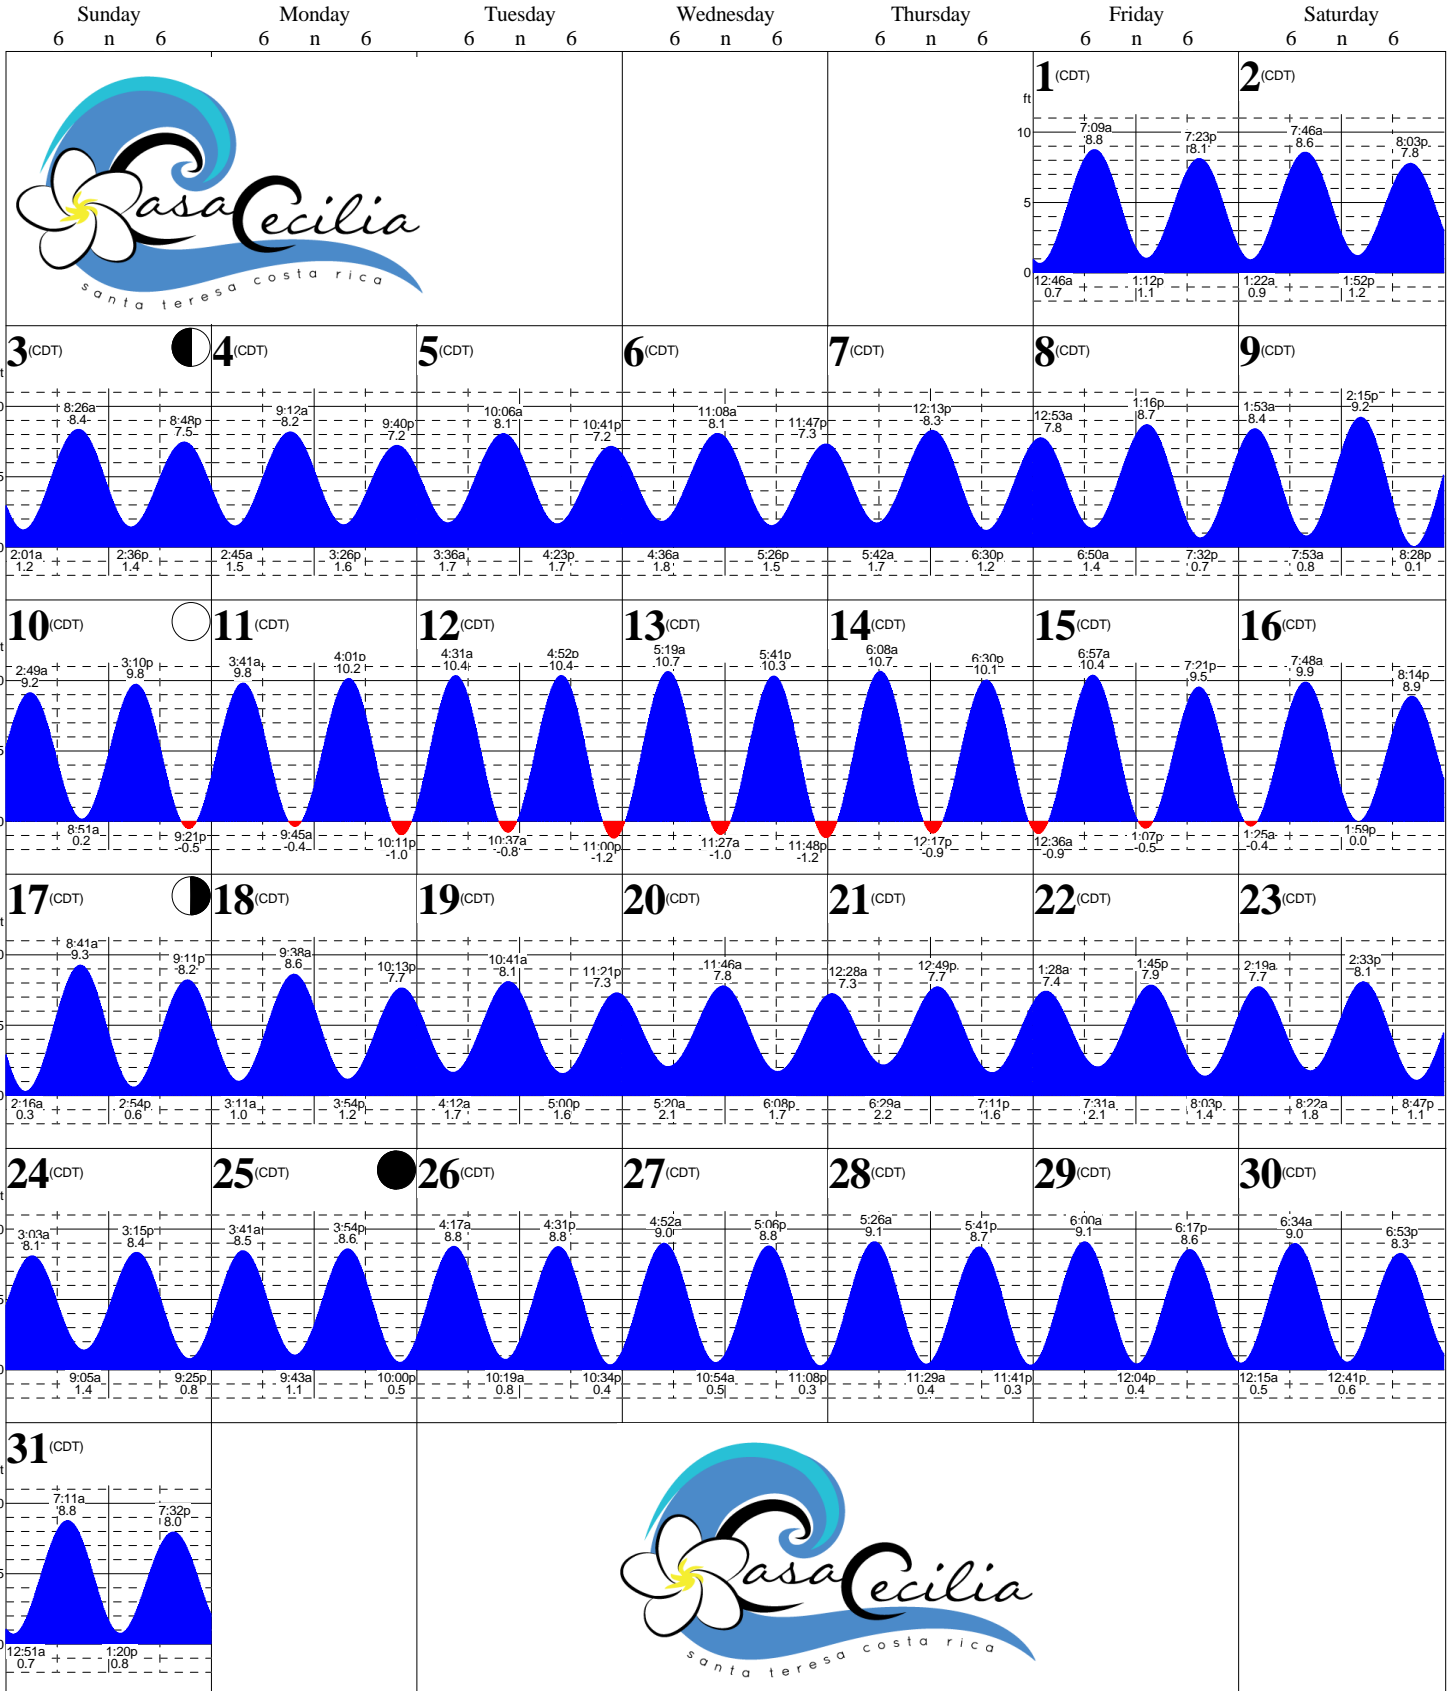 Sunday Monday Tuesday Wednesday Thursday Friday Saturday
6 n 6 6 n 6 6 n 6 6 n 6 6 n 6 6 n 6 6 n 6
Casa Cecilia
santa teresa costa rica
1 (CDT) 2 (CDT)
ft
10
5
0
7:09a 7:23p 7:46a 8:03p
8.8 8.1 8.6 7.8
12:46a 1:12p 1:22a 1:52p
0.7 1.1 0.9 1.2
3 (CDT) 4 (CDT) 5 (CDT) 6 (CDT) 7 (CDT) 8 (CDT) 9 (CDT)
8:26a 8:48p 9:12a 9:40p 10:06a 10:41p 11:08a 11:47p 12:13p 12:53a 1:16p 1:53a 2:15p
8.4 7.5 8.2 7.2 8.1 7.2 8.1 7.3 8.3 7.8 8.7 8.4 9.2
2:01a 2:36p 2:45a 3:26p 3:36a 4:23p 4:36a 5:26p 5:42a 6:30p 6:50a 7:32p 7:53a 8:28p
1.2 1.4 1.5 1.6 1.7 1.7 1.8 1.5 1.7 1.2 1.4 0.7 0.8 0.1
10 (CDT) 11 (CDT) 12 (CDT) 13 (CDT) 14 (CDT) 15 (CDT) 16 (CDT)
2:49a 3:10p 3:41a 4:01p 4:31a 4:52p 5:19a 5:41p 6:08a 6:30p 6:57a 7:21p 7:48a 8:14p
9.2 9.8 9.8 10.2 10.4 10.4 10.7 10.3 10.7 10.1 10.4 9.5 9.9 8.9
8:51a 9:21p 9:45a 10:11p 10:37a 11:00p 11:27a 11:48p 12:17p 12:36a 1:07p 1:25a 1:59p
0.2 -0.5 -0.4 -1.0 -0.8 -1.2 -1.0 -1.2 -0.9 -0.9 -0.5 -0.4 0.0
17 (CDT) 18 (CDT) 19 (CDT) 20 (CDT) 21 (CDT) 22 (CDT) 23 (CDT)
8:41a 9:11p 9:38a 10:13p 10:41a 11:21p 11:46a 12:28a 12:49p 1:28a 1:45p 2:19a 2:33p
9.3 8.2 8.6 7.7 8.1 7.3 7.8 7.3 7.7 7.4 7.9 7.7 8.1
2:16a 2:54p 3:11a 3:54p 4:12a 5:00p 5:20a 6:08p 6:29a 7:11p 7:31a 8:03p 8:22a 8:47p
0.3 0.6 1.0 1.2 1.7 1.6 2.1 1.7 2.2 1.6 2.1 1.4 1.8 1.1
24 (CDT) 25 (CDT) 26 (CDT) 27 (CDT) 28 (CDT) 29 (CDT) 30 (CDT)
3:03a 3:15p 3:41a 3:54p 4:17a 4:31p 4:52a 5:06p 5:26a 5:41p 6:00a 6:17p 6:34a 6:53p
8.1 8.4 8.5 8.6 8.8 8.8 9.0 8.8 9.1 8.7 9.1 8.6 9.0 8.3
9:05a 9:25p 9:43a 10:00p 10:19a 10:34p 10:54a 11:08p 11:29a 11:41p 12:04p 12:15a 12:41p
1.4 0.8 1.1 0.5 0.8 0.4 0.5 0.3 0.4 0.3 0.4 0.5 0.6
31 (CDT)
7:11a 7:32p
8.8 8.0
12:51a 1:20p
0.7 0.8
Casa Cecilia
santa teresa costa rica